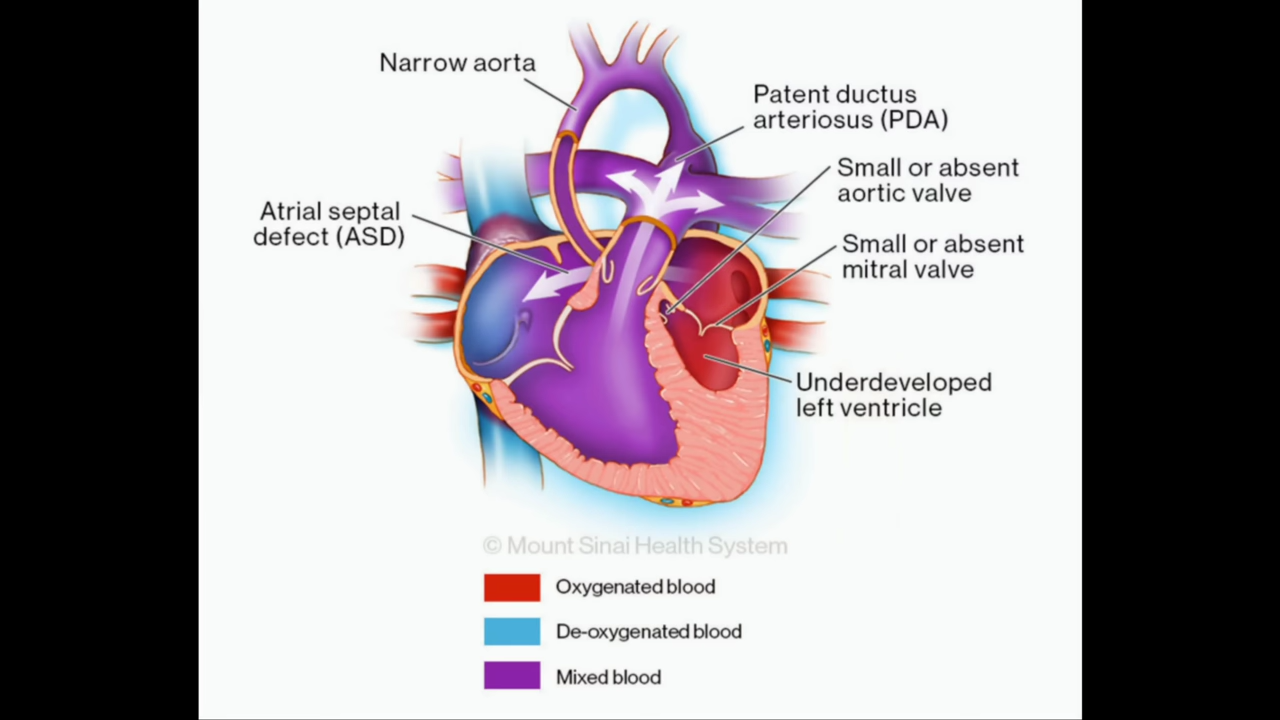 Narrow aorta
Patent ductus
arteriosus (PDA)
Small or absent
aortic valve
Atrial septal
defect (ASD)
Small or absent
mitral valve
Underdeveloped
left ventricle
© Mount Sinai Health System
Oxygenated blood
De-oxygenated blood
Mixed blood